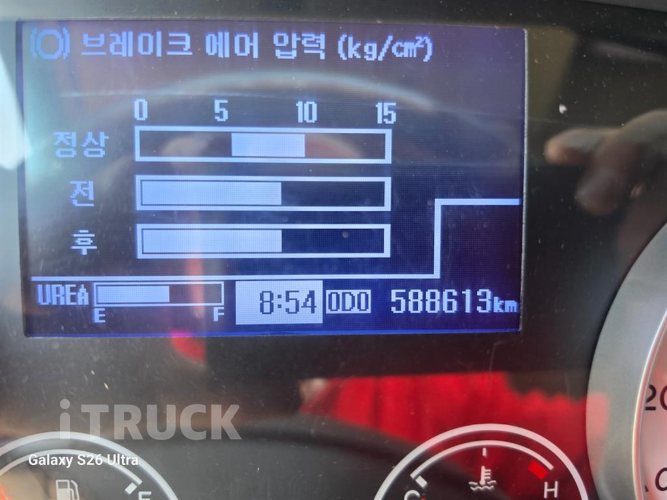 브레이크 에어 압력 (kg/cm²)
0 5 10 15
정상
전
후
UREA
E F
8:54 ODO 588613km
iTRUCK
Galaxy S26 Ultra
20
F C H